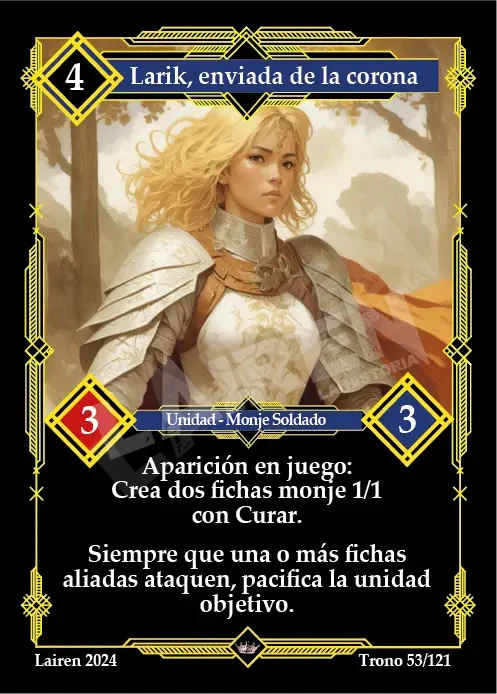 4
Larik, enviada de la corona
3
Unidad - Monje Soldado
3
Aparición en juego:
Crea dos fichas monje 1/1
con Curar.
Siempre que una o más fichas
aliadas ataquen, pacifica la unidad
objetivo.
Lairen 2024
Trono 53/121